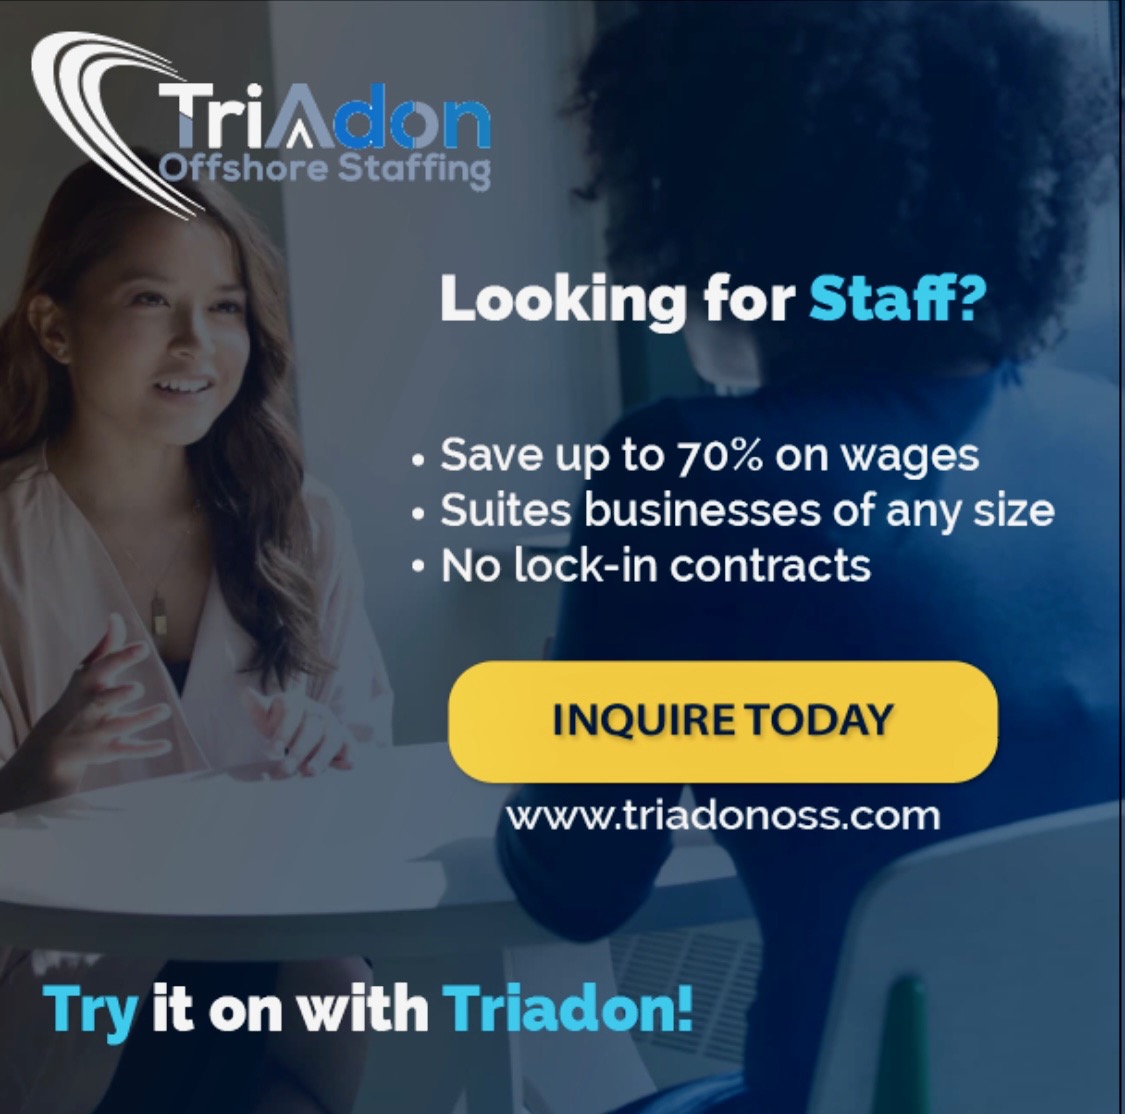 TriAdon
Offshore Staffing
Looking for Staff?
• Save up to 70% on wages
• Suites businesses of any size
• No lock-in contracts
INQUIRE TODAY
www.triadonoss.com
Try it on with Triadon!